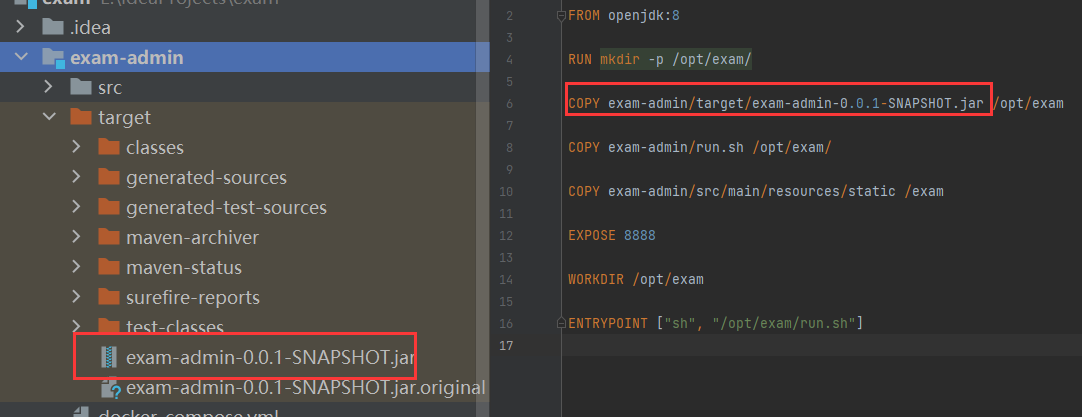 exam E:\IdeaProjects\exam
.idea
exam-admin
src
target
classes
generated-sources
generated-test-sources
maven-archiver
maven-status
surefire-reports
test-classes
exam-admin-0.0.1-SNAPSHOT.jar
exam-admin-0.0.1-SNAPSHOT.jar.original
docker-compose.yml
2 FROM openjdk:8
3
4 RUN mkdir -p /opt/exam/
5
6 COPY exam-admin/target/exam-admin-0.0.1-SNAPSHOT.jar /opt/exam
7
8 COPY exam-admin/run.sh /opt/exam/
9
10 COPY exam-admin/src/main/resources/static /exam
11
12 EXPOSE 8888
13
14 WORKDIR /opt/exam
15
16 ENTRYPOINT ["sh", "/opt/exam/run.sh"]
17